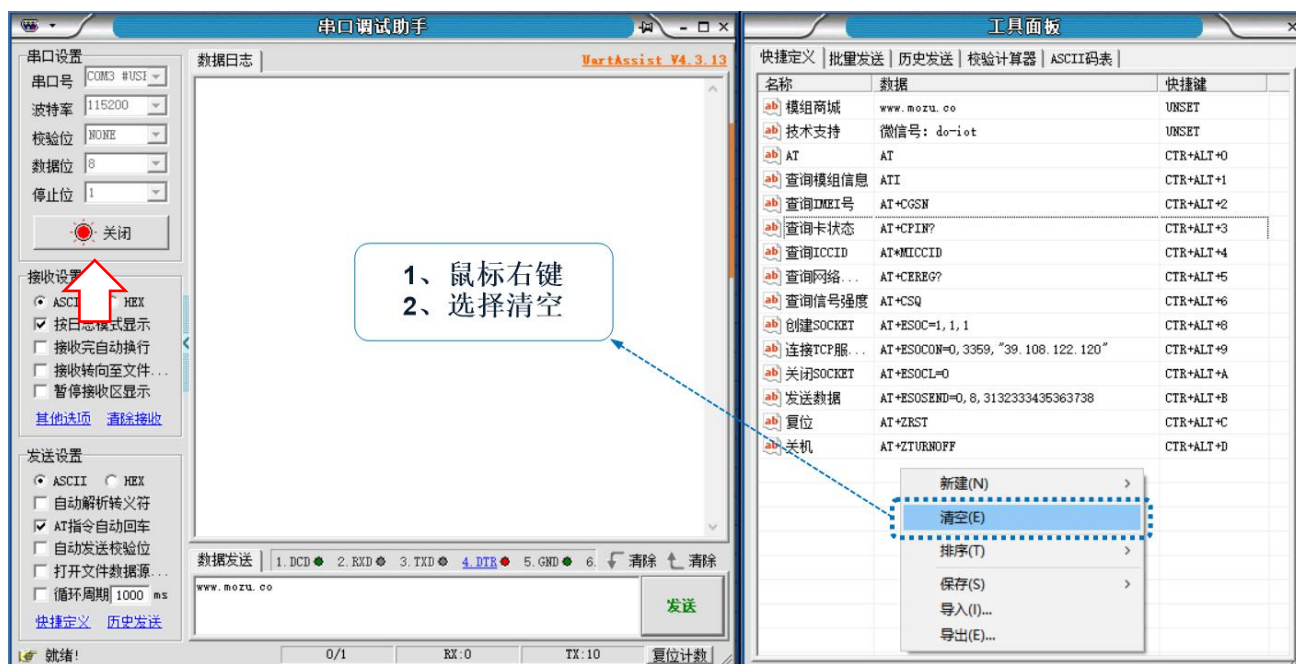 串口调试助手
串口设置
串口号 COM3 #USE
波特率 115200
校验位 NONE
数据位 8
停止位 1
关闭
接收设置
ASCII HEX
按日志模式显示
接收完自动换行
接收转向至文件...
暂停接收区显示
其他选项 清除接收
发送设置
ASCII HEX
自动解析转义符
AT指令自动回车
自动发送校验位
打开文件数据源...
循环周期 1000 ms
快捷定义 历史发送
就绪!
数据日志
UartAssist V4.3.13
1、鼠标右键
2、选择清空
数据发送 1.DCD 2.RXD 3.TXD 4.DTR 5.GND 6. 清除 清除
www.mozu.co
发送
0/1 RX:0 TX:10 复位计数
工具面板
快捷定义 批量发送 历史发送 校验计算器 ASCII码表
名称 数据 快捷键
模组商城 www.mozu.co UNSET
技术支持 微信号: do-iot UNSET
AT AT CTR+ALT+0
查询模组信息 ATI CTR+ALT+1
查询IMEI号 AT+CGSN CTR+ALT+2
查询卡状态 AT+CPIN? CTR+ALT+3
查询ICCID AT*MICCID CTR+ALT+4
查询网络... AT+CEREG? CTR+ALT+5
查询信号强度 AT+CSQ CTR+ALT+6
创建SOCKET AT+ESOC=1,1,1 CTR+ALT+8
连接TCP服... AT+ESOCON=0,3359,"39.108.122.120" CTR+ALT+9
关闭SOCKET AT+ESOCL=0 CTR+ALT+A
发送数据 AT+ESOSEND=0,8,3132333435363738 CTR+ALT+B
复位 AT+ZRST CTR+ALT+C
关机 AT+ZTURNOFF CTR+ALT+D
新建(N)
清空(E)
排序(T)
保存(S)
导入(I)...
导出(E)...